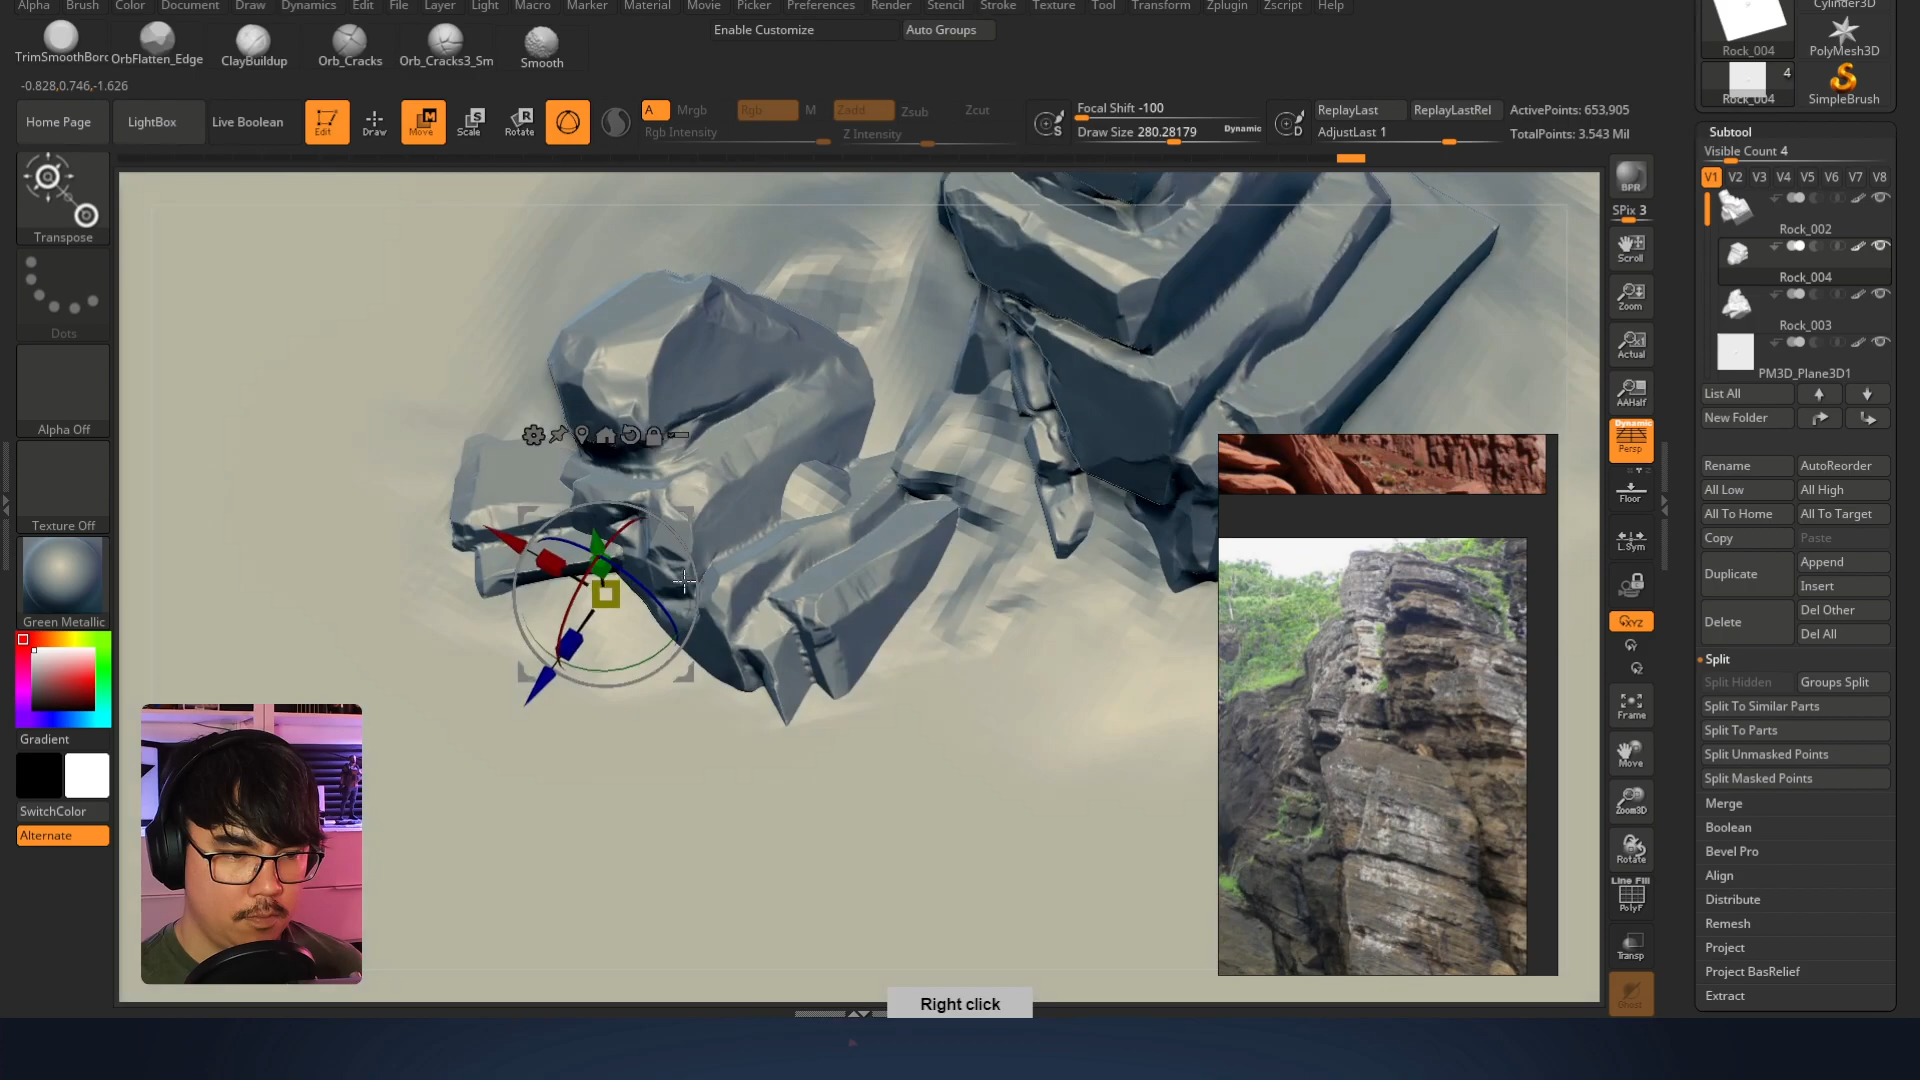 Alpha Brush Color Document Draw Dynamics Edit File Layer Light Macro Marker Material Movie Picker Preferences Render Stencil Stroke Texture Tool Transform Zplugin Zscript Help
Enable Customize
Auto Groups
TrimSmoothBorc
OrbFlatten_Edge
ClayBuildup
Orb_Cracks
Orb_Cracks3_Sm
Smooth
-0.828,0.746,-1.626
Home Page
LightBox
Live Boolean
Edit
Draw
Move
Scale
Rotate
A
Mrgb
Rgb
M
Zadd
Zsub
Zcut
Rgb Intensity
Z Intensity
S
Focal Shift -100
Draw Size 280.28179
Dynamic
D
ReplayLast
ReplayLastRel
AdjustLast 1
ActivePoints: 653,905
TotalPoints: 3.543 Mil
Transpose
Dots
Alpha Off
Texture Off
Green Metallic
Gradient
SwitchColor
Alternate
Right click
BPR
SPix 3
Scroll
Zoom
Actual
AAHalf
Dynamic
Persp
Floor
L.Sym
XYZ
Frame
Move
Zoom3D
Rotate
Line Fill
PolyF
Transp
Ghost
Cylinder3D
Rock_004
PolyMesh3D
4
Rock_004
SimpleBrush
Subtool
Visible Count 4
V1 V2 V3 V4 V5 V6 V7 V8
Rock_002
Rock_004
Rock_003
PM3D_Plane3D1
List All
New Folder
Rename
AutoReorder
All Low
All High
All To Home
All To Target
Copy
Paste
Duplicate
Append
Insert
Delete
Del Other
Del All
Split
Split Hidden
Groups Split
Split To Similar Parts
Split To Parts
Split Unmasked Points
Split Masked Points
Merge
Boolean
Bevel Pro
Align
Distribute
Remesh
Project
Project BasRelief
Extract